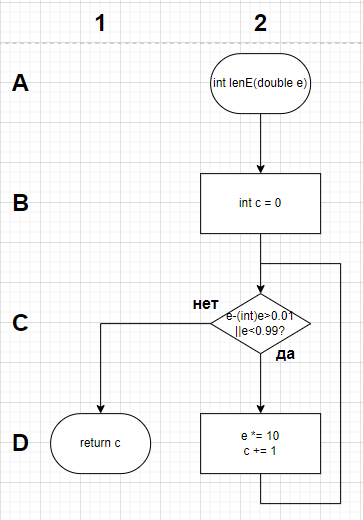 1 2
A
int lenE(double e)
B
int c = 0
нет
C
e-(int)e>0.01
||e<0.99?
да
D
return c
e *= 10
c += 1